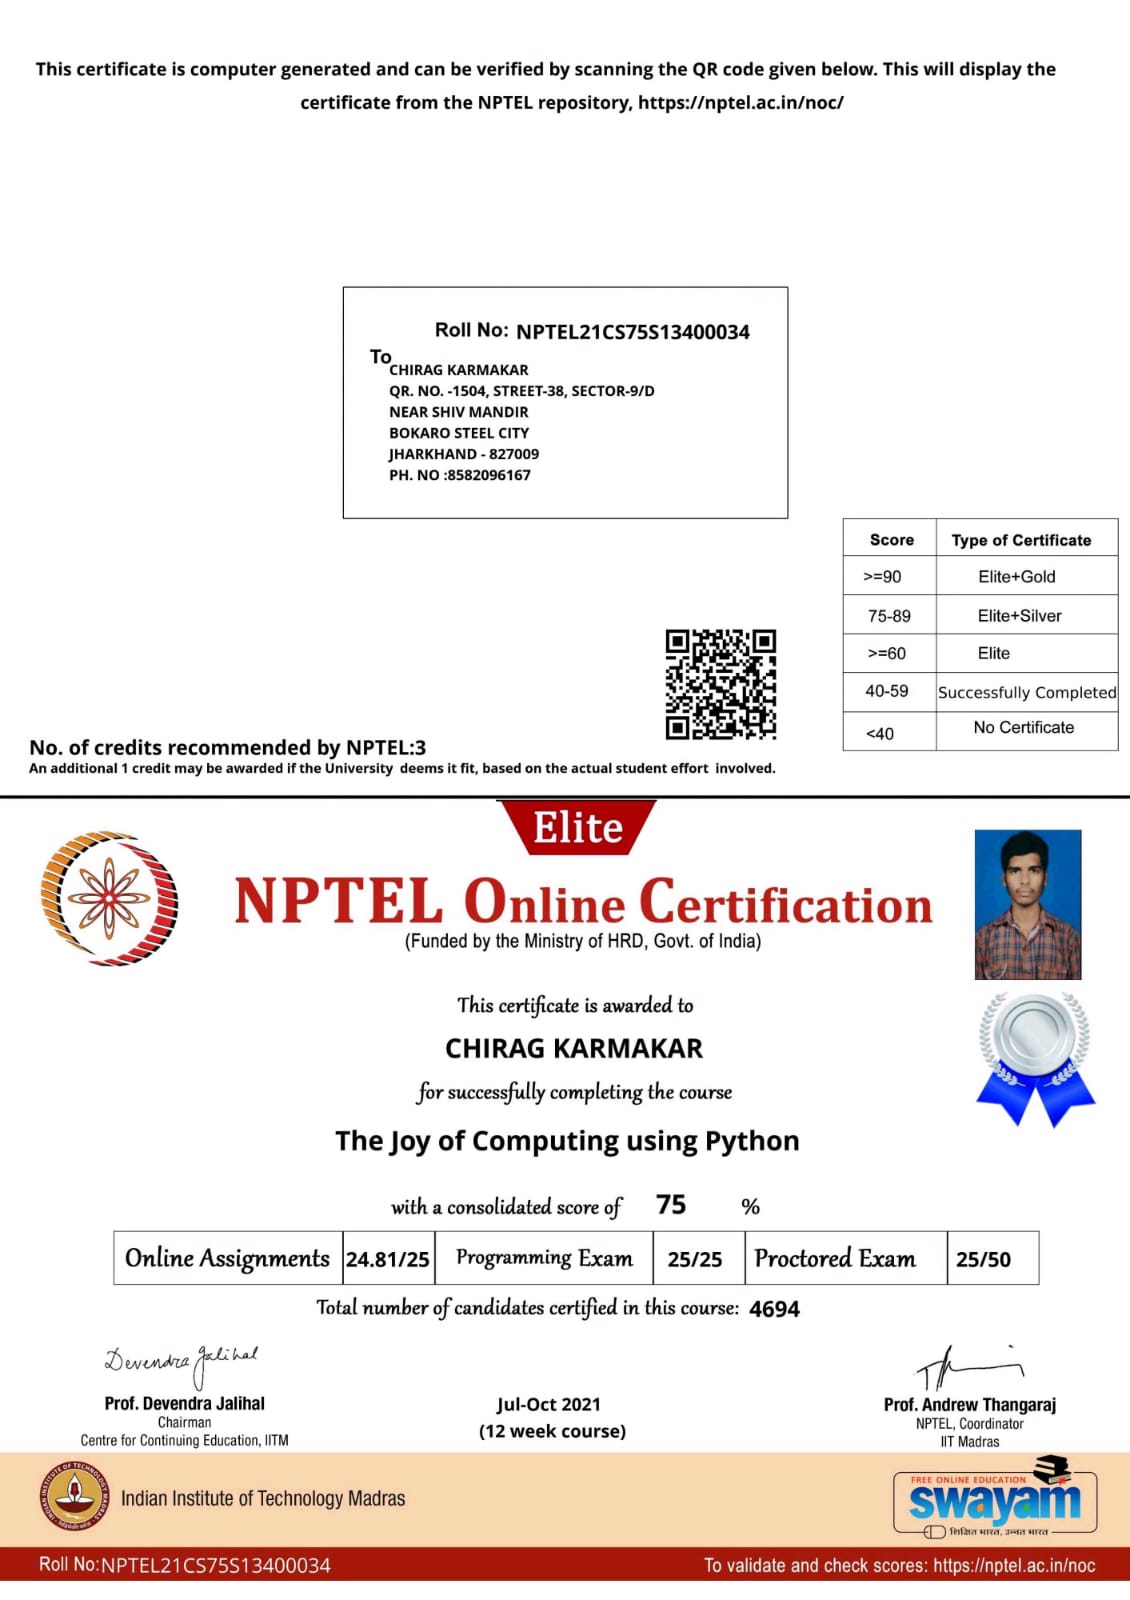 This certificate is computer generated and can be verified by scanning the QR code given below. This will display the
certificate from the NPTEL repository, https://nptel.ac.in/noc/
Roll No: NPTEL21CS75S13400034
To
CHIRAG KARMAKAR
QR. NO. -1504, STREET-38, SECTOR-9/D
NEAR SHIV MANDIR
BOKARO STEEL CITY
JHARKHAND - 827009
PH. NO :8582096167
Score Type of Certificate
>=90 Elite+Gold
75-89 Elite+Silver
>=60 Elite
40-59 Successfully Completed
<40 No Certificate
No. of credits recommended by NPTEL:3
An additional 1 credit may be awarded if the University deems it fit, based on the actual student effort involved.
Elite
NPTEL Online Certification
(Funded by the Ministry of HRD, Govt. of India)
This certificate is awarded to
CHIRAG KARMAKAR
for successfully completing the course
The Joy of Computing using Python
with a consolidated score of 75 %
Online Assignments 24.81/25 Programming Exam 25/25 Proctored Exam 25/50
Total number of candidates certified in this course: 4694
Devendra Jalihal
Prof. Devendra Jalihal
Chairman
Centre for Continuing Education, IITM
Jul-Oct 2021
(12 week course)
Prof. Andrew Thangaraj
NPTEL, Coordinator
IIT Madras
Indian Institute of Technology Madras
FREE ONLINE EDUCATION
swayam
शिक्षित भारत, उन्नत भारत
Roll No: NPTEL21CS75S13400034
To validate and check scores: https://nptel.ac.in/noc